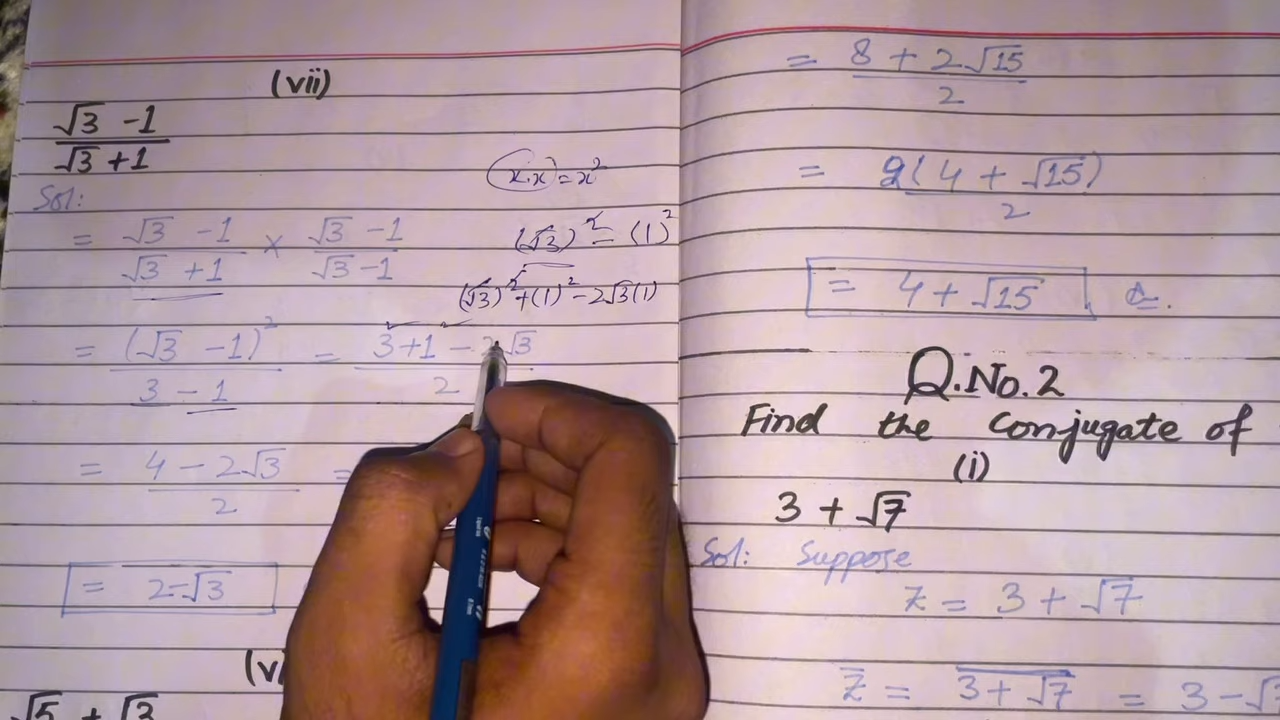 (vii)
√3 -1 / √3 +1
x.x = x²
Sol:
= √3 -1 / √3 +1 × √3 -1 / √3 -1
(√3)² = (1)²
(√3)² + (1)² - 2√3(1)
= (√3 -1)² / 3 - 1 = 3+1 - 2√3 / 2
= 4 - 2√3 / 2 =
= 2-√3
√5 + √3
= 8 + 2√15 / 2
= 2(4 + √15) / 2
= 4 + √15
Q.No.2
Find the Conjugate of
(i)
3 + √7
Sol: Suppose
Z = 3 + √7
Z̅ = 3 + √7 = 3 - √7